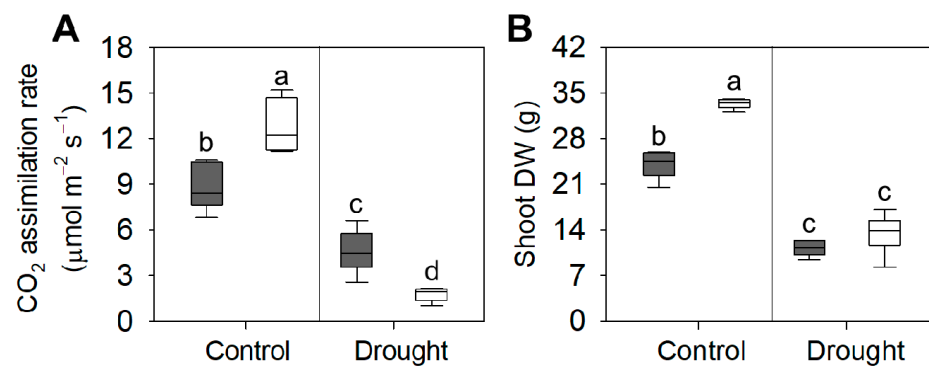 A
CO₂ assimilation rate
(μmol m⁻² s⁻¹)
18
15
12
9
6
3
0
b
a
c
d
Control
Drought
B
Shoot DW (g)
42
35
28
21
14
7
0
b
a
c
c
Control
Drought